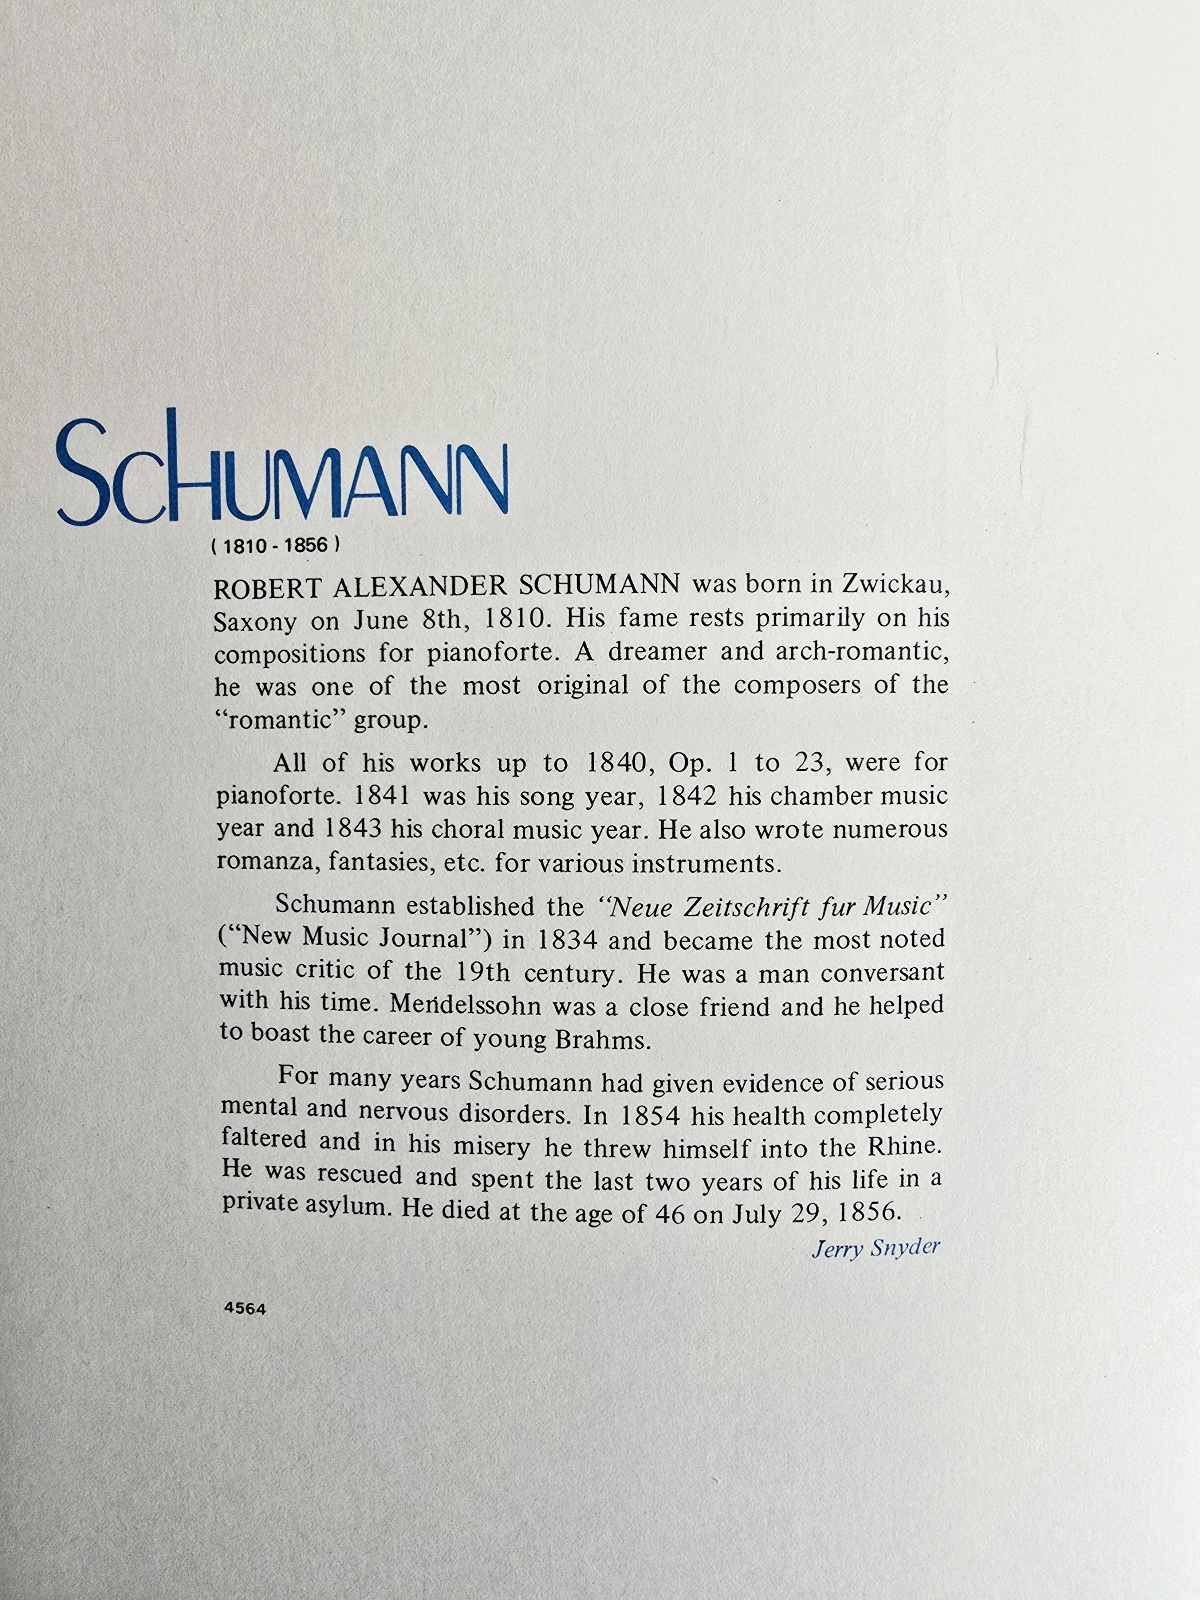 SCHUMANN
( 1810 - 1856 )
ROBERT ALEXANDER SCHUMANN was born in Zwickau,
Saxony on June 8th, 1810. His fame rests primarily on his
compositions for pianoforte. A dreamer and arch-romantic,
he was one of the most original of the composers of the
“romantic” group.
All of his works up to 1840, Op. 1 to 23, were for
pianoforte. 1841 was his song year, 1842 his chamber music
year and 1843 his choral music year. He also wrote numerous
romanza, fantasies, etc. for various instruments.
Schumann established the “Neue Zeitschrift fur Music”
(“New Music Journal”) in 1834 and became the most noted
music critic of the 19th century. He was a man conversant
with his time. Mendelssohn was a close friend and he helped
to boast the career of young Brahms.
For many years Schumann had given evidence of serious
mental and nervous disorders. In 1854 his health completely
faltered and in his misery he threw himself into the Rhine.
He was rescued and spent the last two years of his life in a
private asylum. He died at the age of 46 on July 29, 1856.
Jerry Snyder
4564